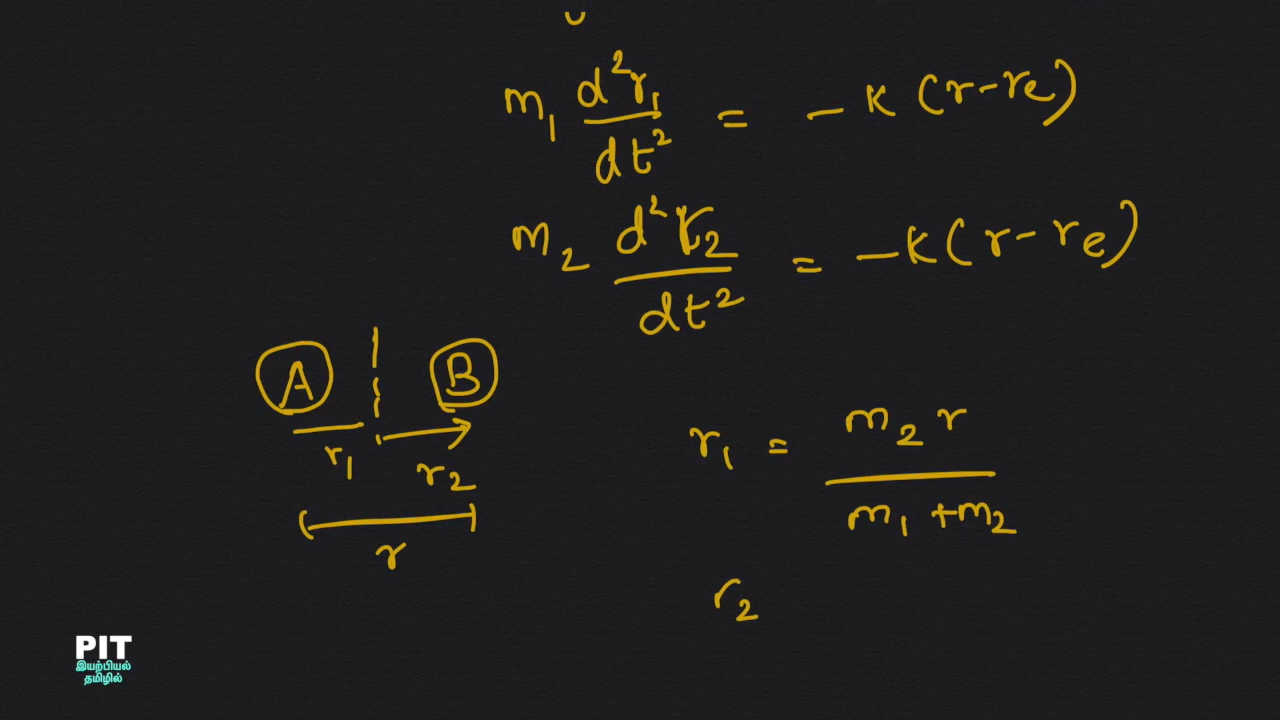 m₁ d²r₁/dt² = -k(r-rₑ)
m₂ d²r₂/dt² = -k(r-rₑ)
A B
r₁ r₂
r
r₁ = m₂r/m₁+m₂
r₂
PIT
இயற்பியல்
தமிழில்